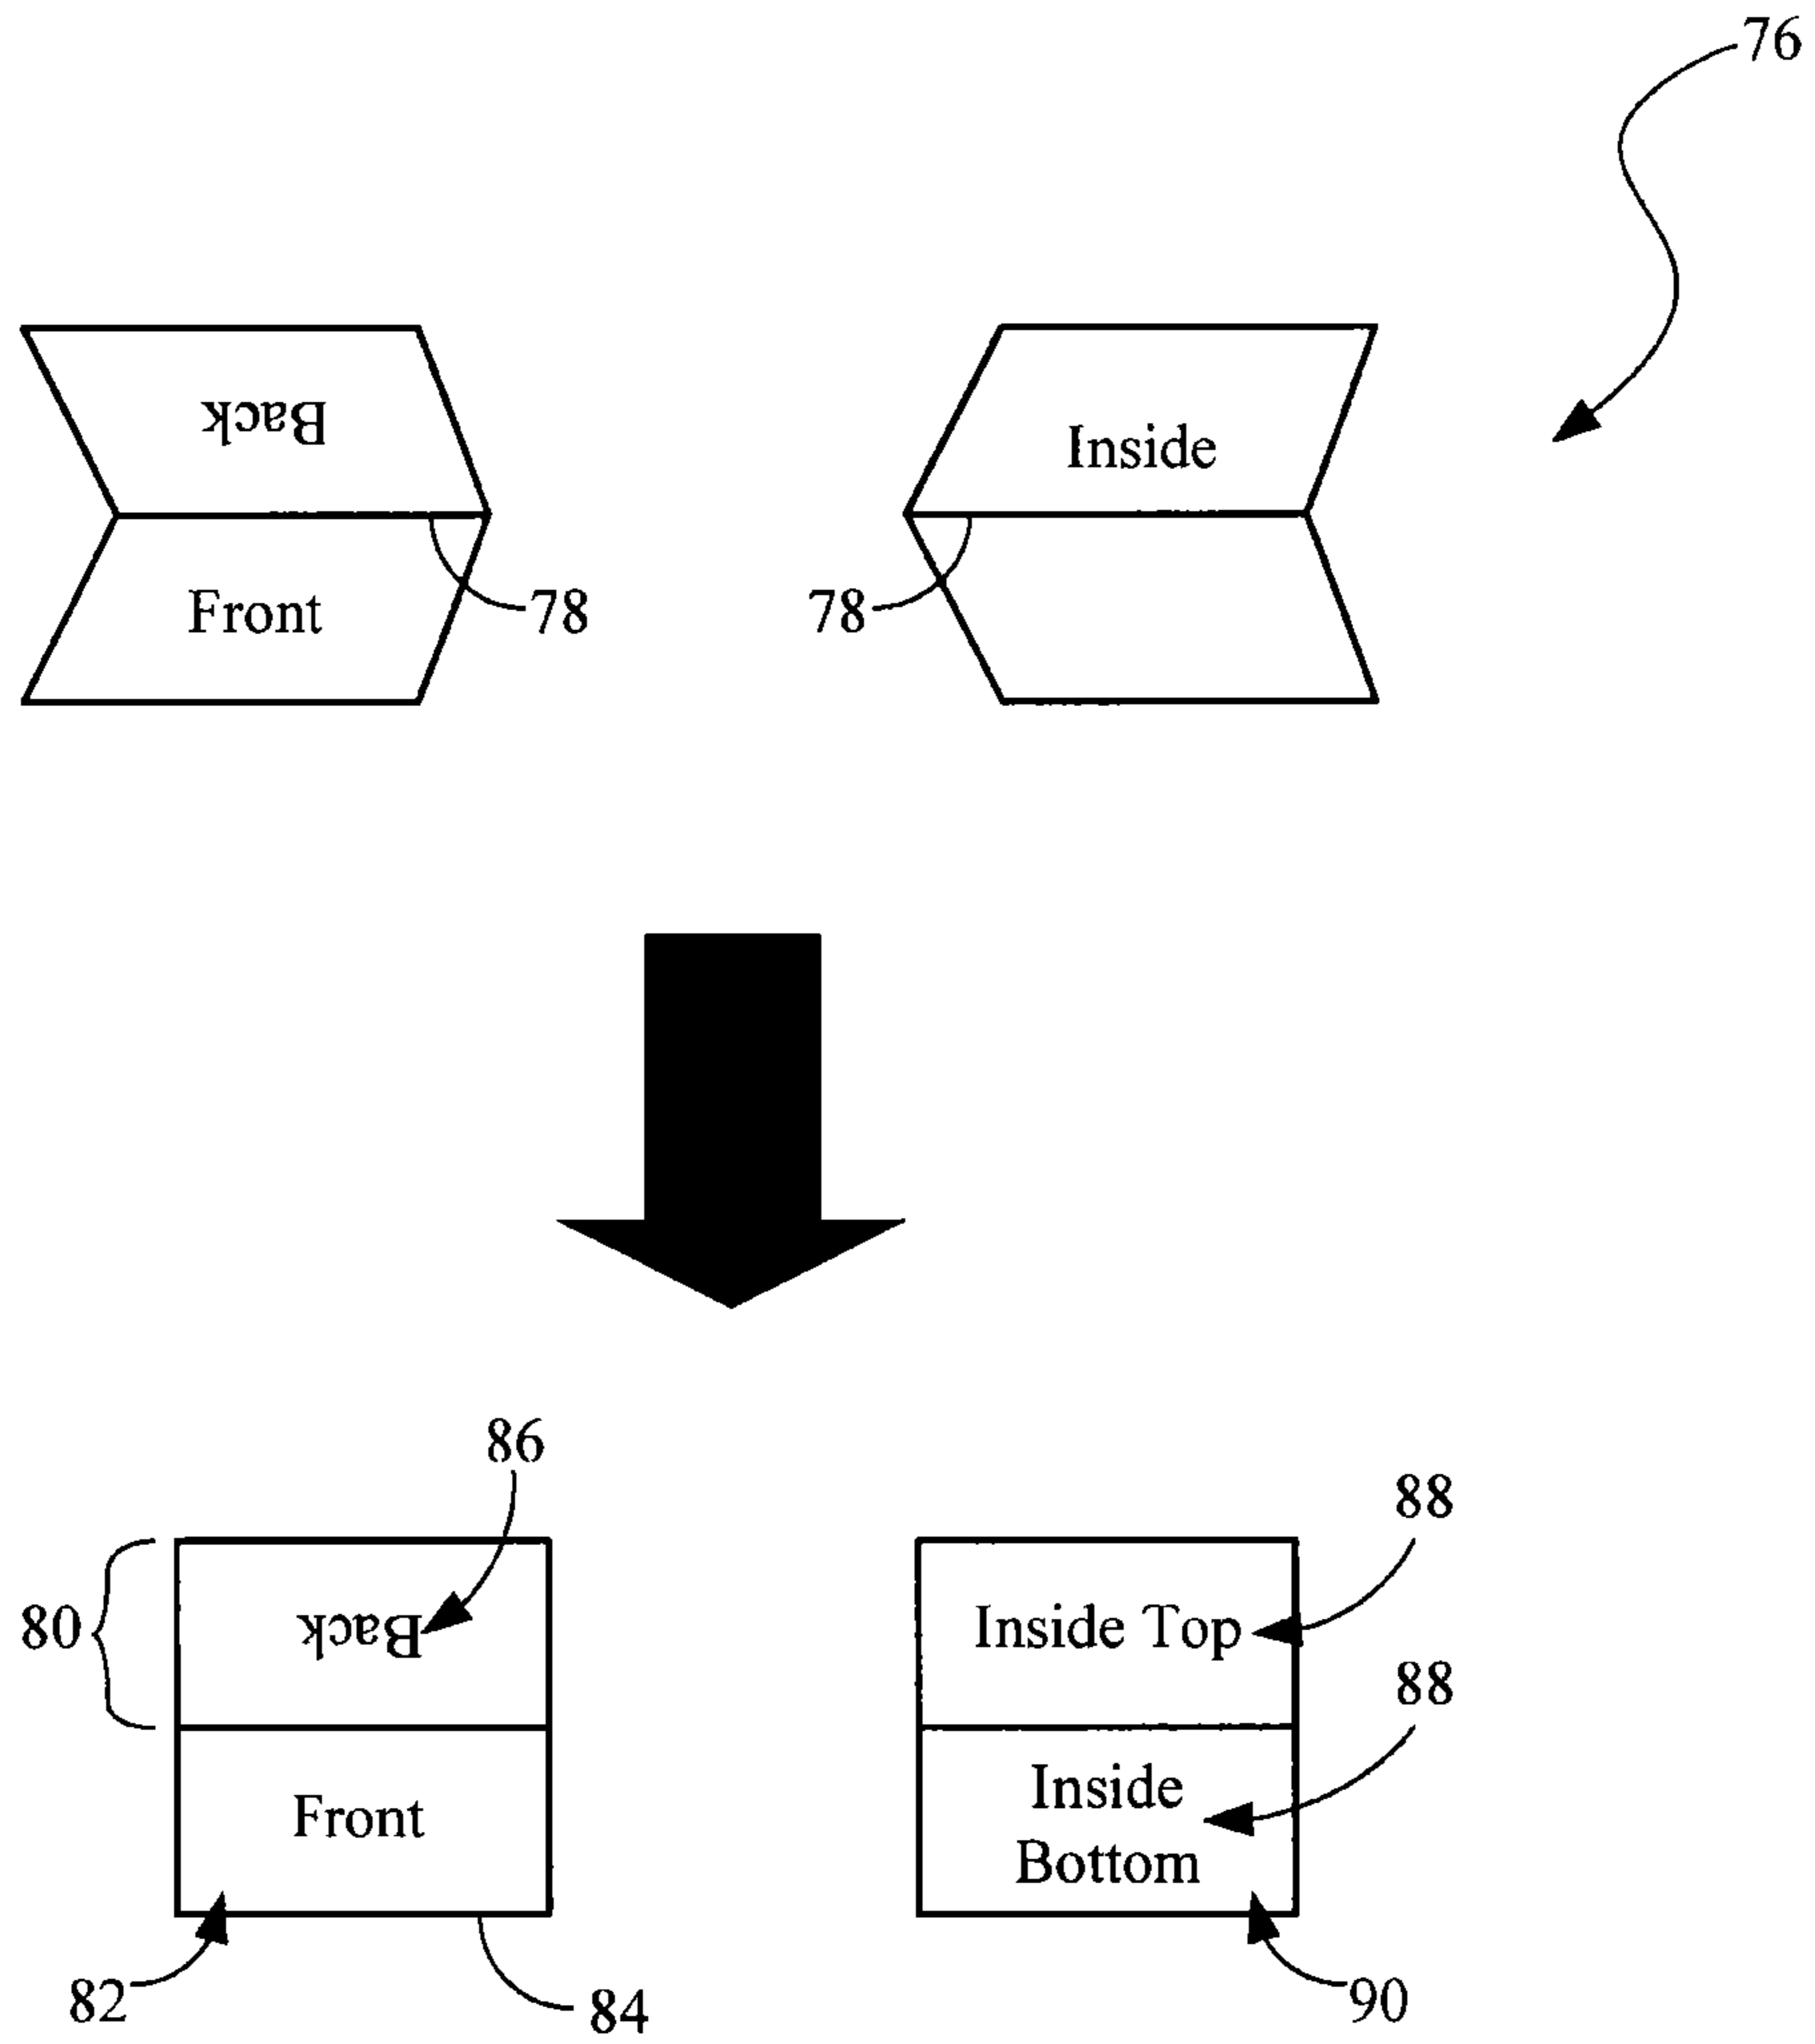 76
Back
Inside
Front
78
78
86
88
80
Back
Inside Top
88
Front
Inside
Bottom
82
84
90